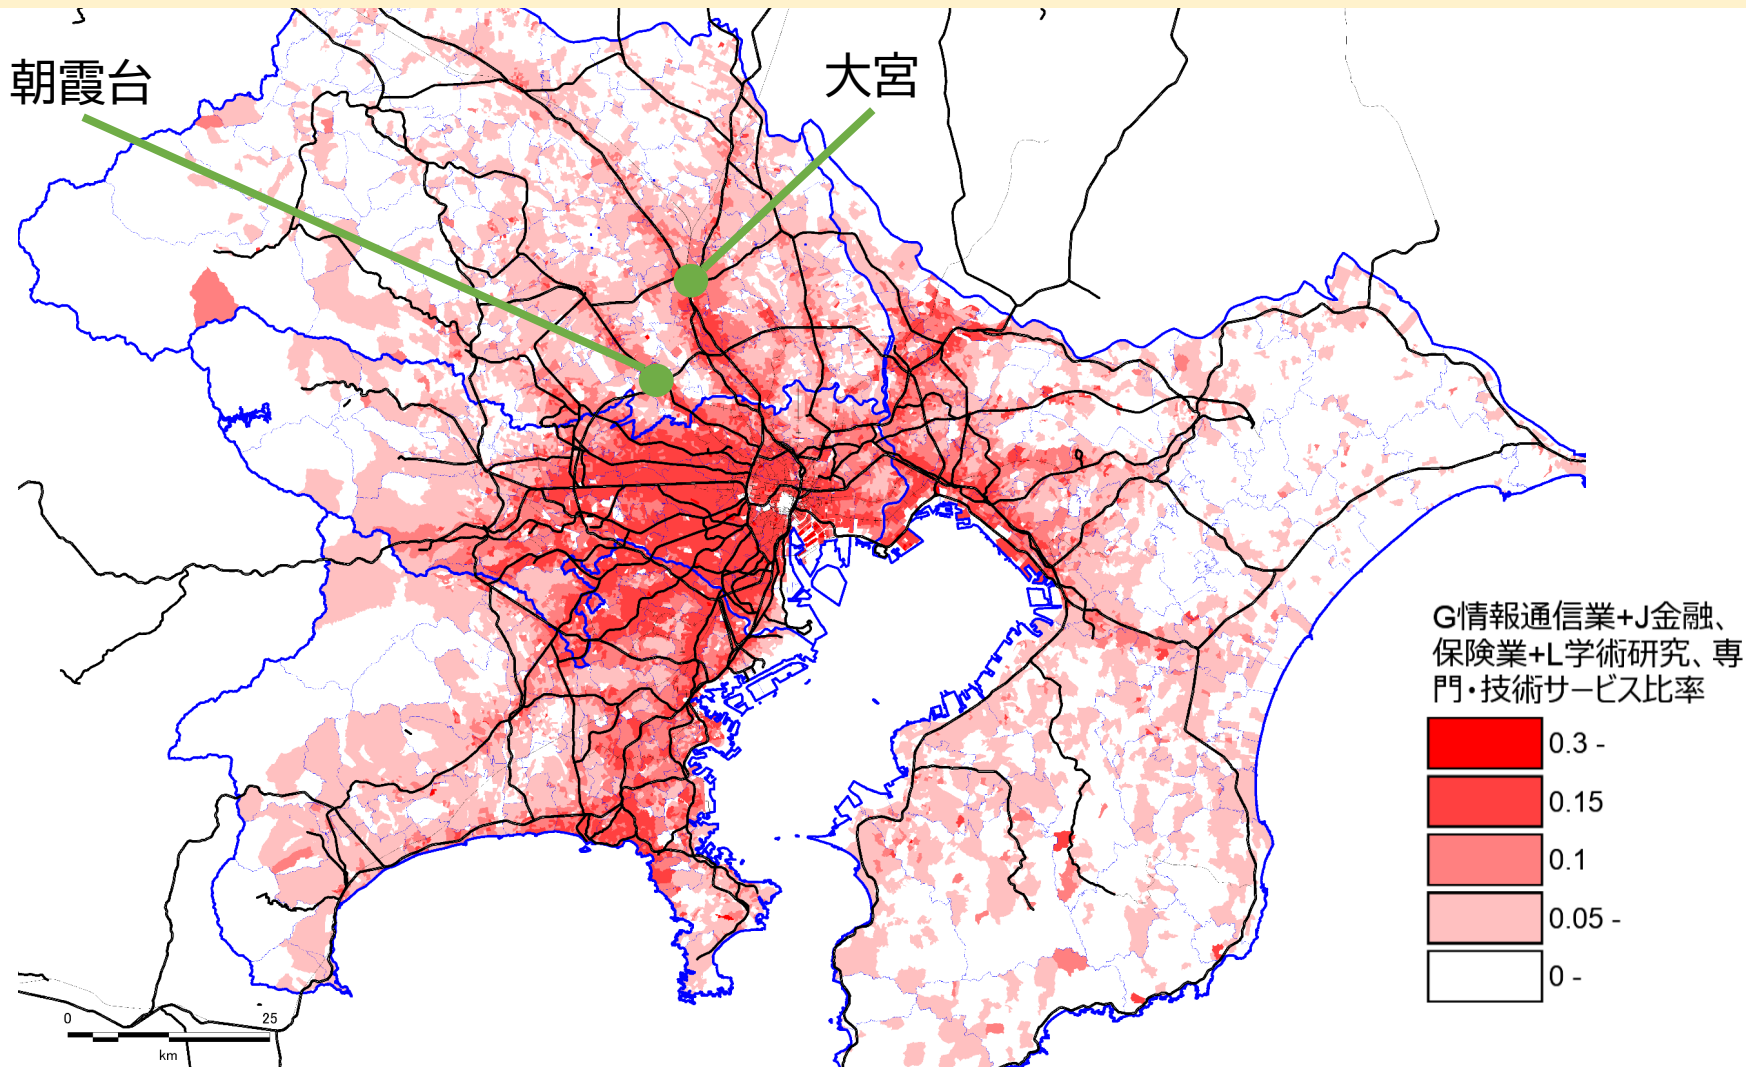 朝霞台
大宮
G情報通信業+J金融、
保険業+L学術研究、専
門・技術サービス比率
0.3 -
0.15
0.1
0.05 -
0 -
0 25
km